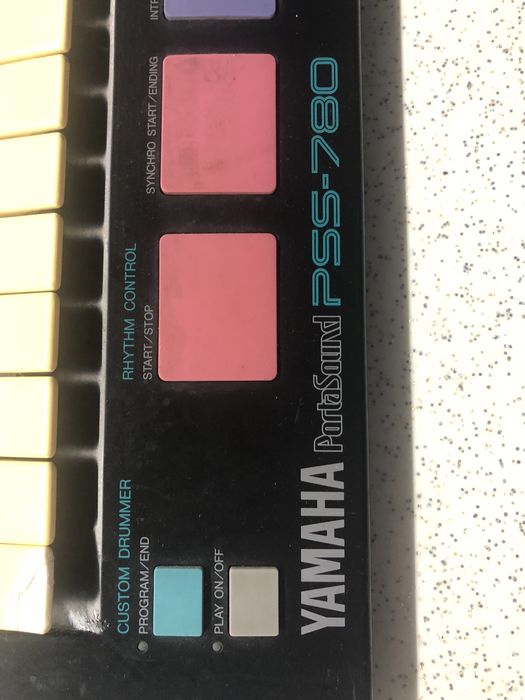 CUSTOM DRUMMER
PROGRAM/END
PLAY ON/OFF
RHYTHM CONTROL
START/STOP
SYNCHRO START/ENDING
YAMAHA PortaSound PSS-780